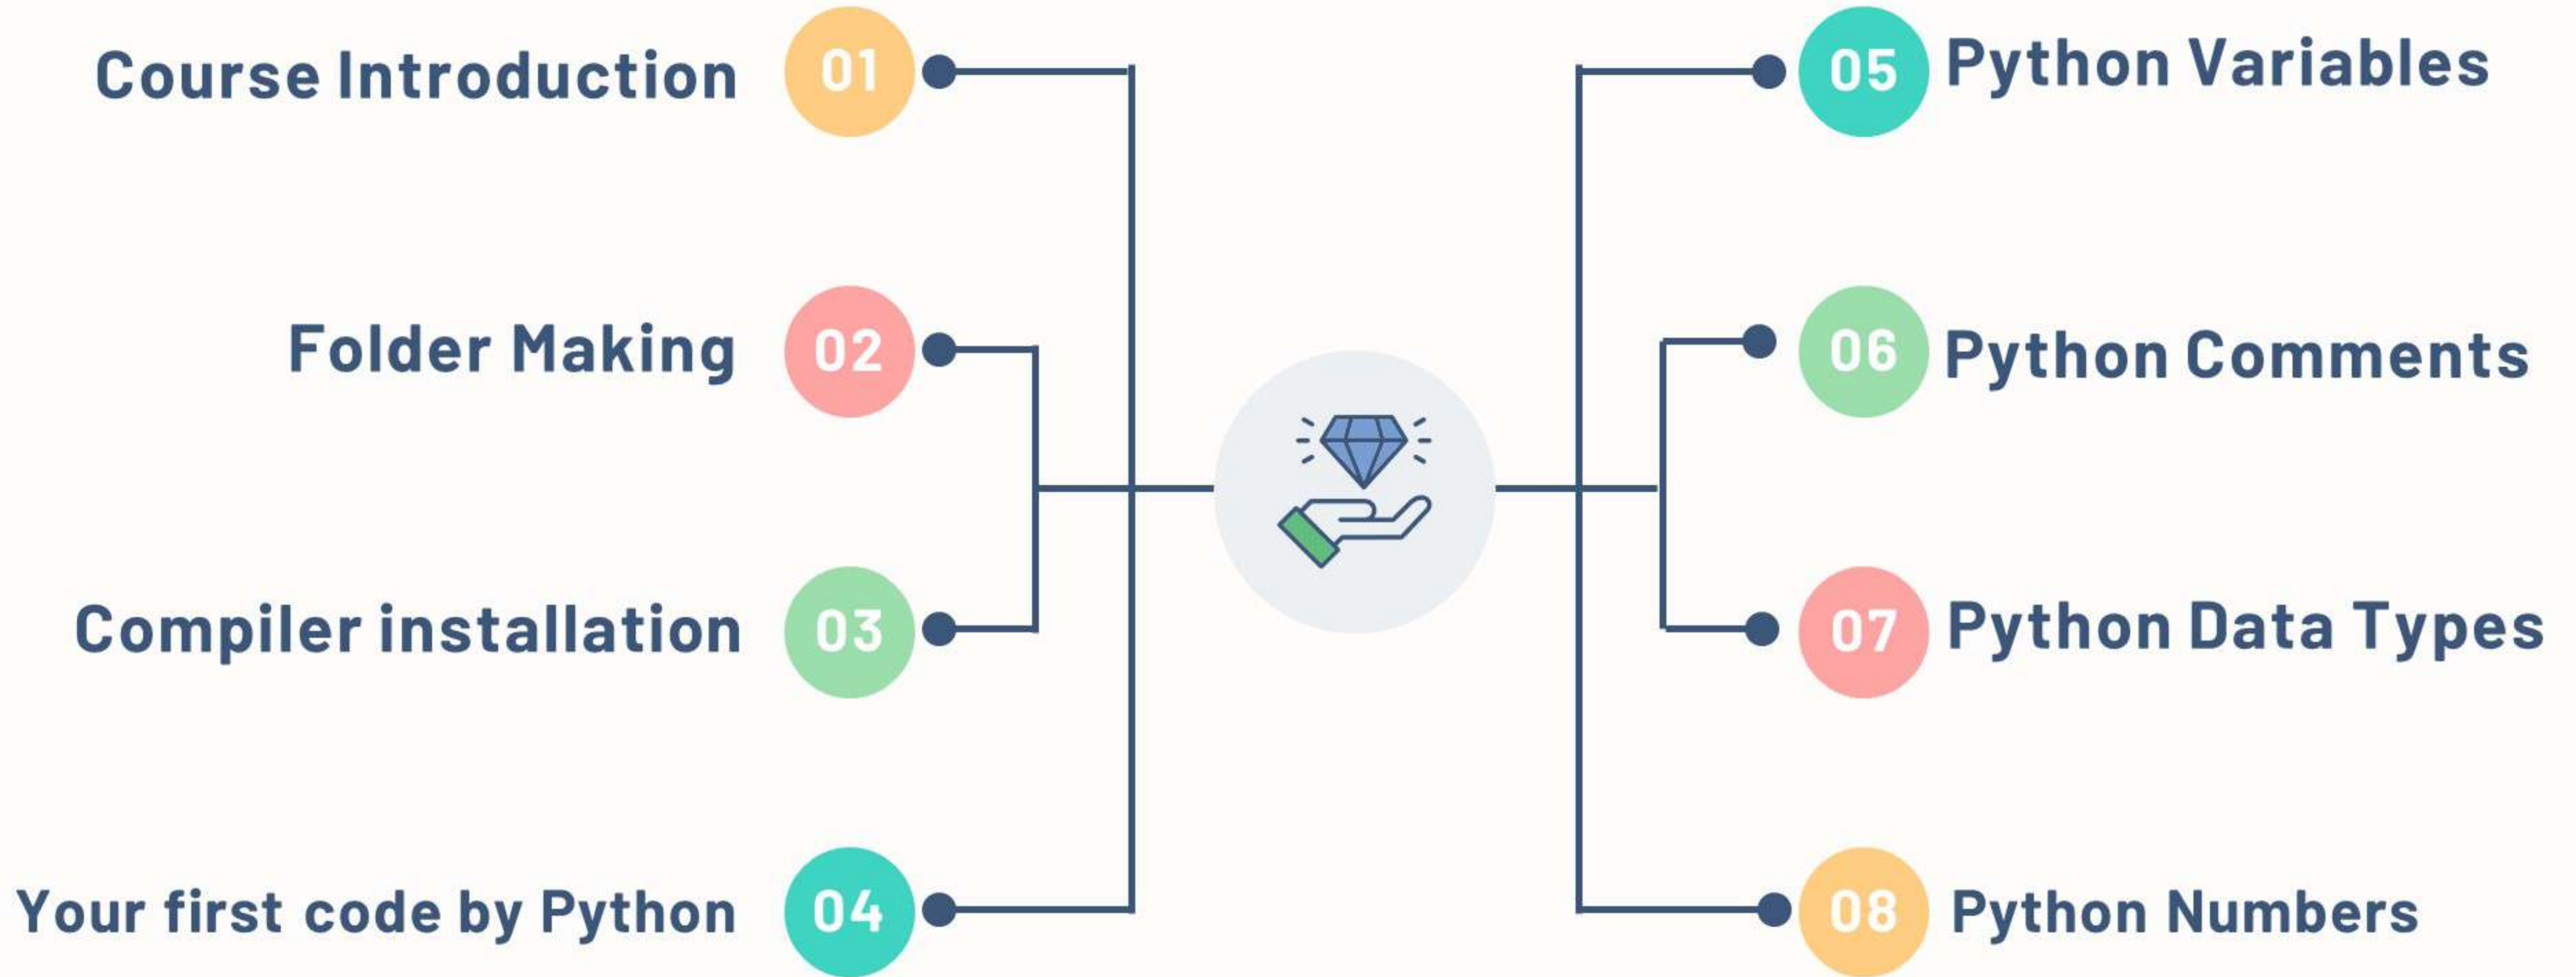 Course Introduction
01
Folder Making
02
Compiler installation
03
Your first code by Python
04
05
Python Variables
06
Python Comments
07
Python Data Types
08
Python Numbers